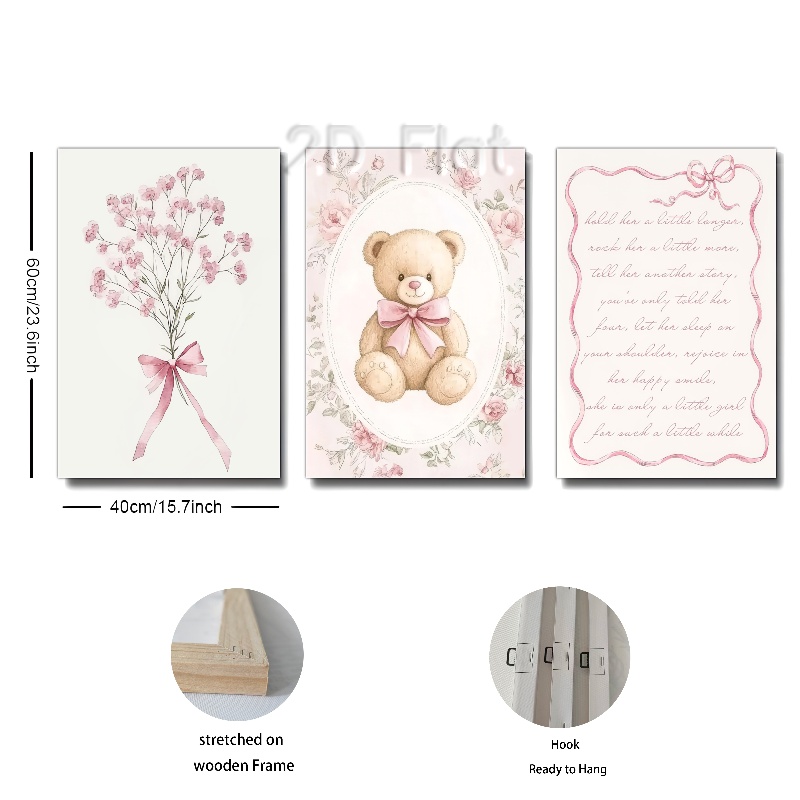 2D Flat
60cm/23.6inch
40cm/15.7inch
hold her a little longer,
rock her a little more,
tell her another story,
you've only told her
four, let her sleep on
your shoulder, rejoice in
her happy smile,
she is only a little girl
for such a little while
stretched on
wooden Frame
Hook
Ready to Hang